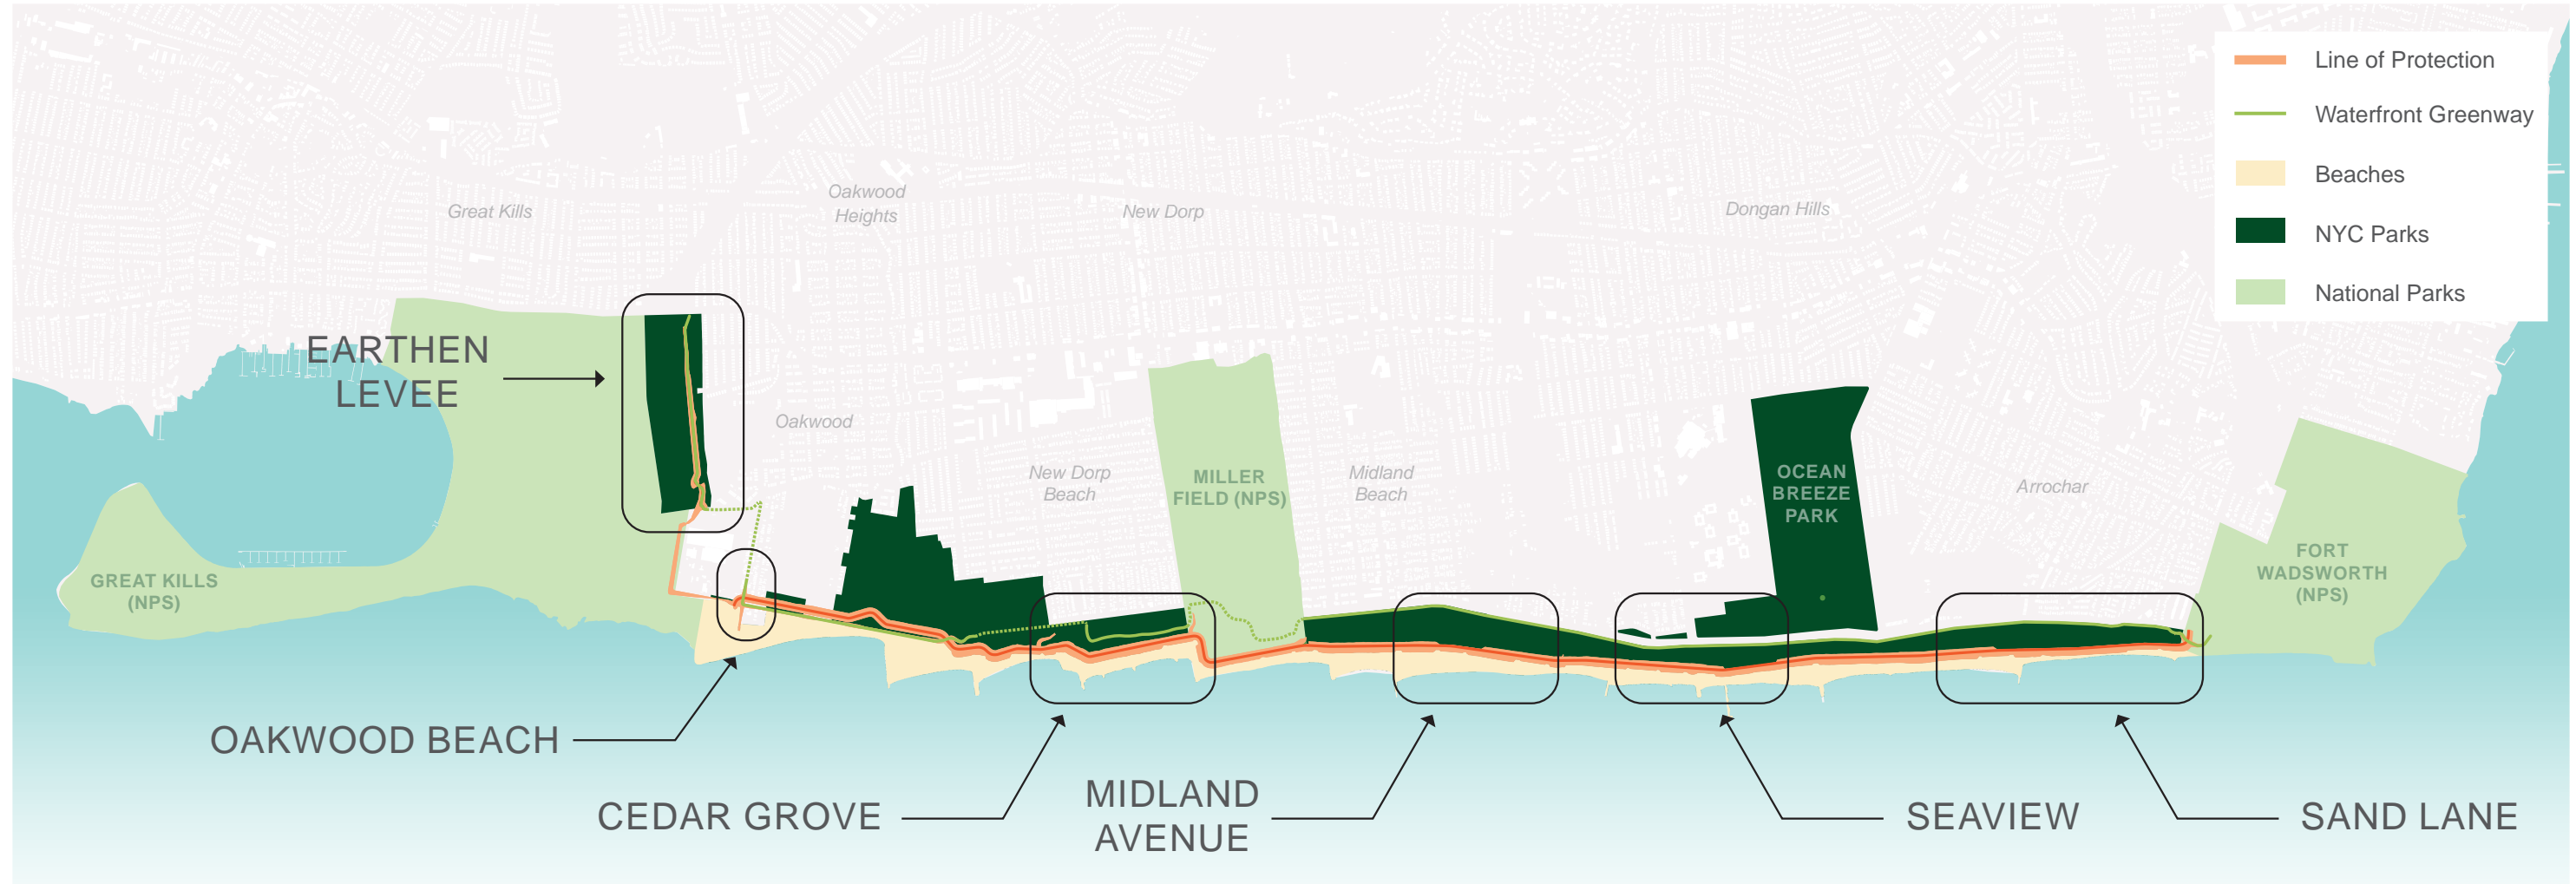 Line of Protection
Waterfront Greenway
Beaches
NYC Parks
National Parks
Great Kills
Oakwood
Heights
New Dorp
Dongan Hills
EARTHEN
LEVEE
Oakwood
New Dorp
Beach
MILLER
FIELD (NPS)
Midland
Beach
OCEAN
BREEZE
PARK
Arrochar
GREAT KILLS
(NPS)
FORT
WADSWORTH
(NPS)
OAKWOOD BEACH
CEDAR GROVE
MIDLAND
AVENUE
SEAVIEW
SAND LANE